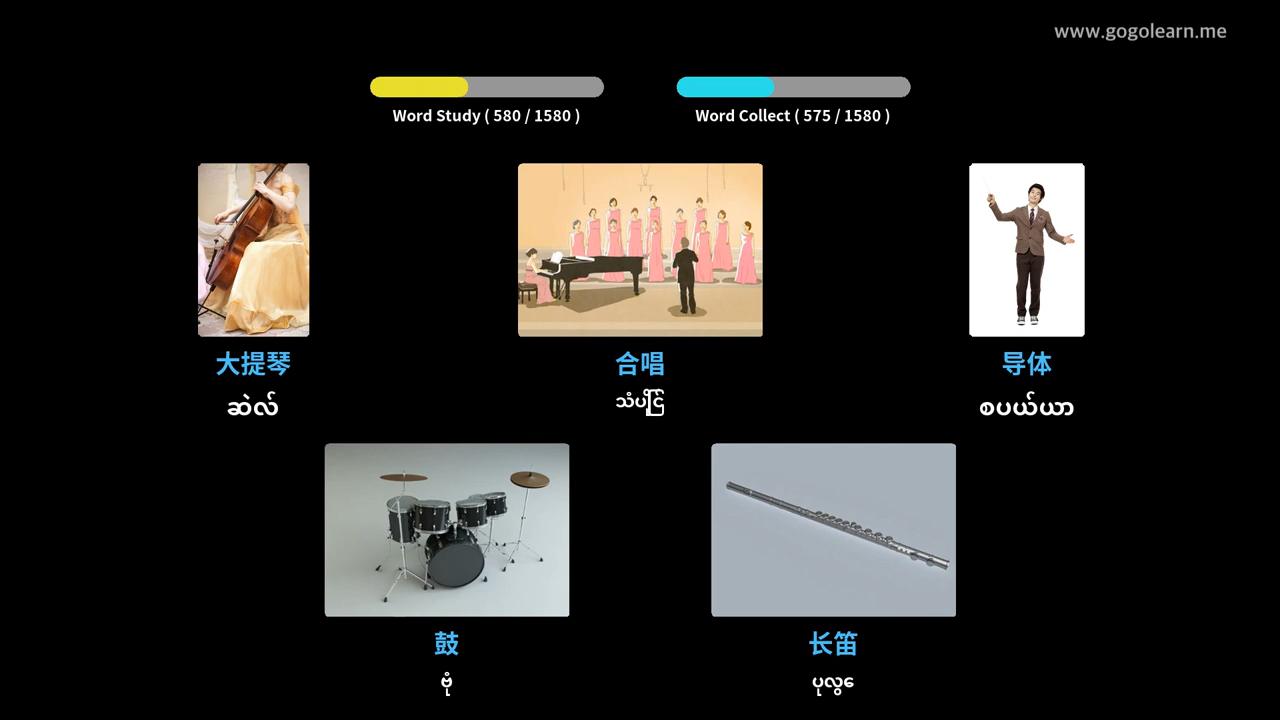 www.gogolearn.me
Word Study ( 580 / 1580 )
Word Collect ( 575 / 1580 )
大提琴
合唱
导体
ဆဲလ်
သံပြိုင်
စပယ်ယာ
鼓
长笛
ဗုံ
ပုလွေ